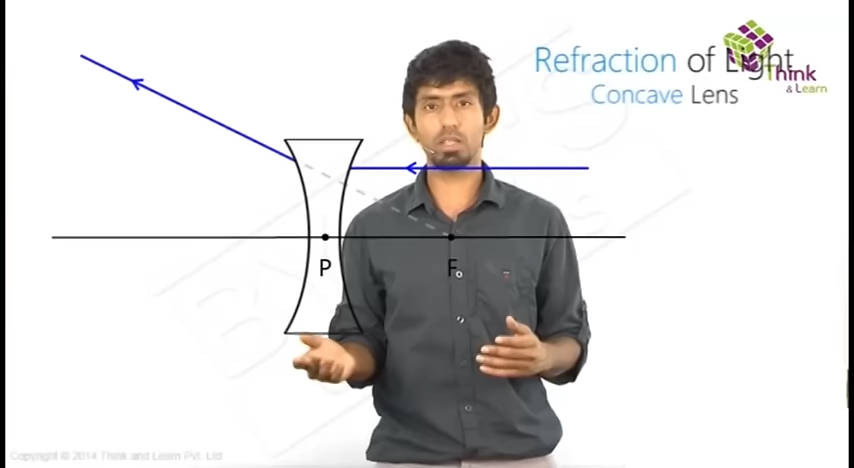 Refraction of Light
Think
& Learn
Concave Lens
P
F
Copyright © 2014 Think and Learn Pvt. Ltd